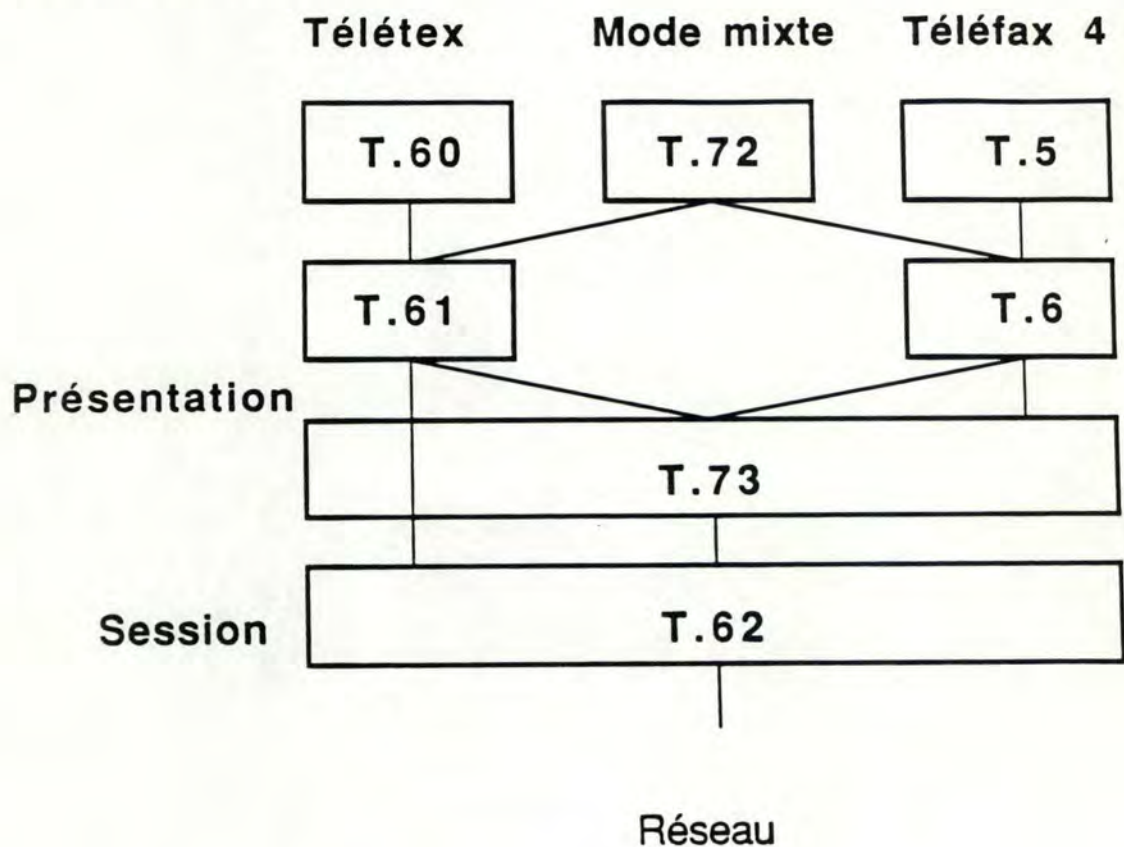 Télétex Mode mixte Téléfax 4
T.60 T.72 T.5
T.61 T.6
Présentation
T.73
Session T.62
Réseau